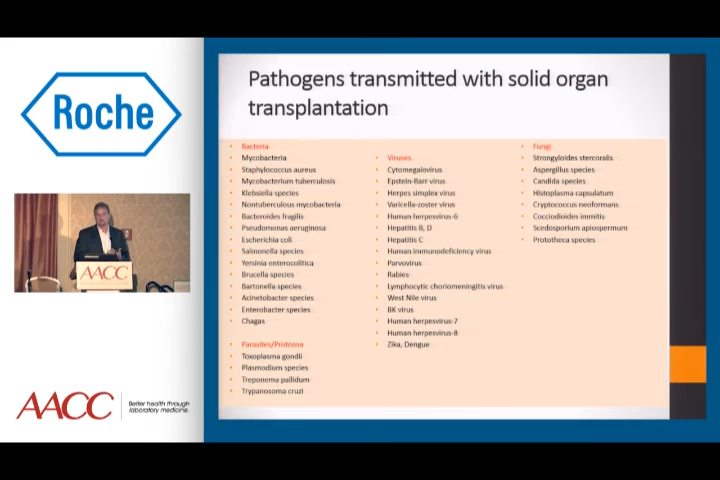 Roche
AACC
AACC
Better health through
laboratory medicine.
Pathogens transmitted with solid organ
transplantation
Bacteria
Mycobacteria
Staphylococcus aureus
Mycobacterium tuberculosis
Klebsiella species
Nontuberculous mycobacteria
Bacteroides fragilis
Pseudomonas aeruginosa
Escherichia coli
Salmonella species
Yersinia enterocolitica
Brucella species
Bartonella species
Acinetobacter species
Enterobacter species
Chagas
Parasites/Protozoa
Toxoplasma gondii
Plasmodium species
Treponema pallidum
Trypanosoma cruzi
Viruses
Cytomegalovirus
Epstein-Barr virus
Herpes simplex virus
Varicella-zoster virus
Human herpesvirus-6
Hepatitis B, D
Hepatitis C
Human immunodeficiency virus
Parvovirus
Rabies
Lymphocytic choriomeningitis virus
West Nile virus
BK virus
Human herpesvirus-7
Human herpesvirus-8
Zika, Dengue
Fungi
Strongyloides stercoralis
Aspergillus species
Candida species
Histoplasma capsulatum
Cryptococcus neoformans
Cocciodioides immitis
Scedosporium apiospermum
Prototheca species